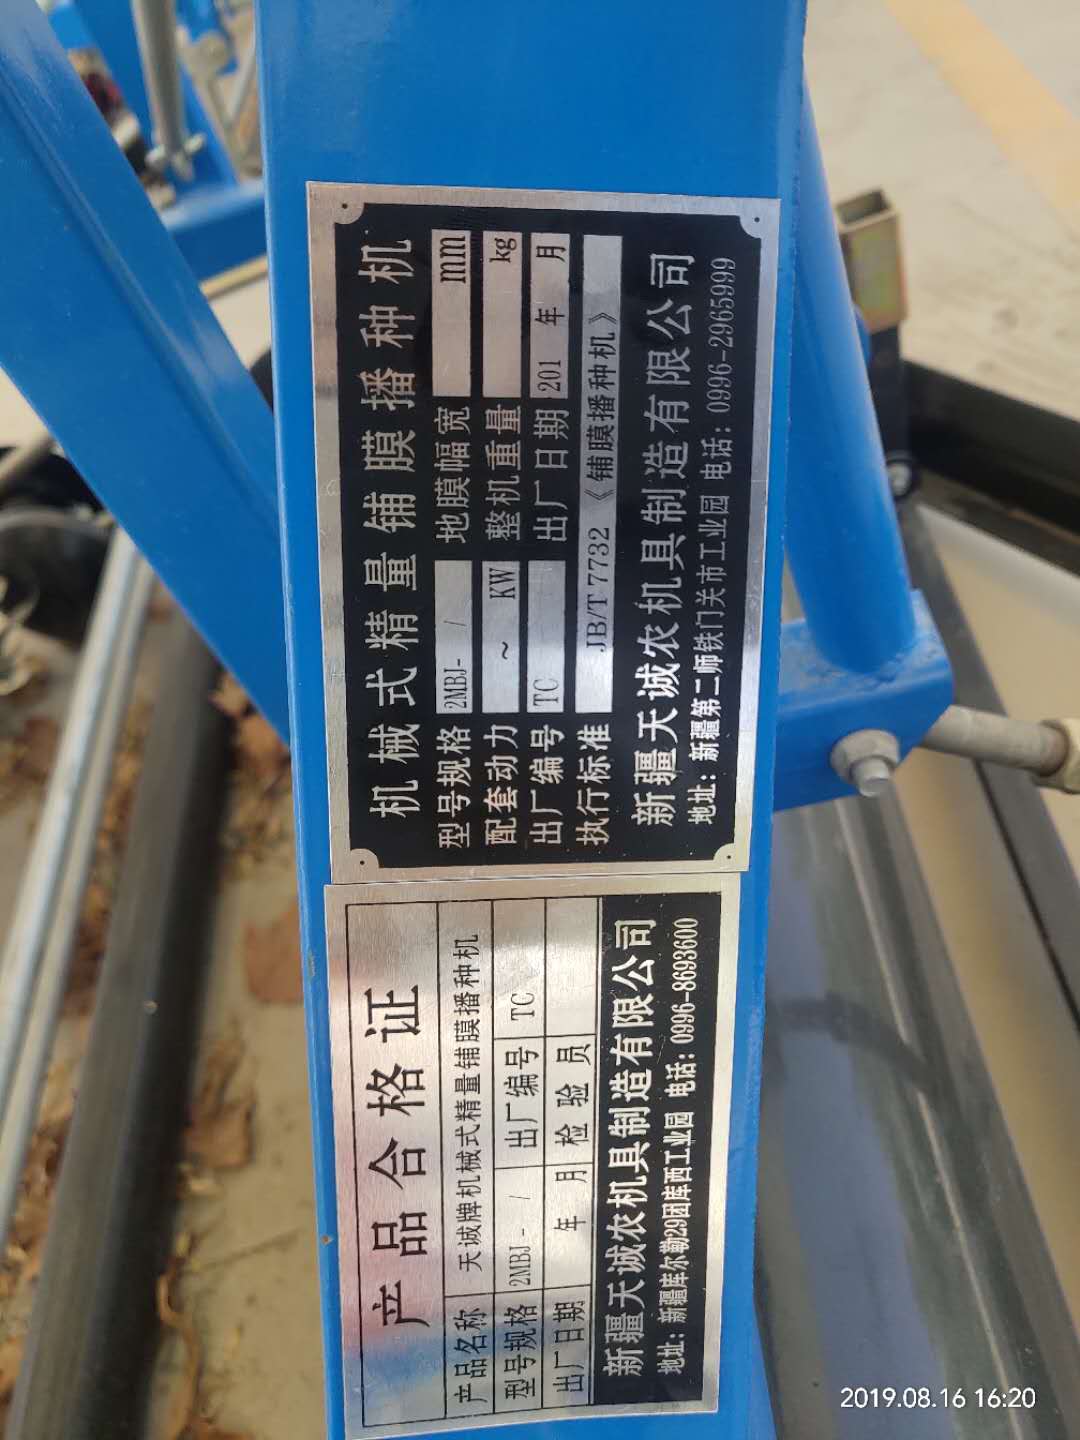 机械式精量铺膜播种机
型号规格 2MBJ- / 地膜幅宽 mm
配套动力 ~ KW 整机重量 kg
出厂编号 TC 出厂日期 201 年 月
执行标准 JB/T 7732《铺膜播种机》
新疆天诚农机具制造有限公司
地址：新疆第二师铁门关市工业园 电话：0996-2965999
产品合格证
产品名称 天诚牌机械式精量铺膜播种机
型号规格 2MBJ - / 出厂编号 TC
出厂日期 年 月 检验员
新疆天诚农机具制造有限公司
地址：新疆库尔勒29团库西工业园 电话：0996-8693600
2019.08.16 16:20